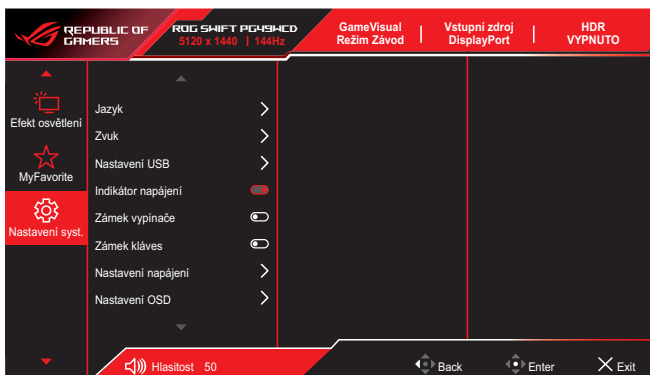 REPUBLIC OF
GAMERS
ROG SWIFT PG49WCD
5120 x 1440 | 144Hz
GameVisual
Režim Závod
Vstupní zdroj
DisplayPort
HDR
VYPNUTO
Efekt osvětlení
MyFavorite
Nastavení syst.
Jazyk
Zvuk
Nastavení USB
Indikátor napájení
Zámek vypínače
Zámek kláves
Nastavení napájení
Nastavení OSD
Hlasitost 50
Back
Enter
Exit